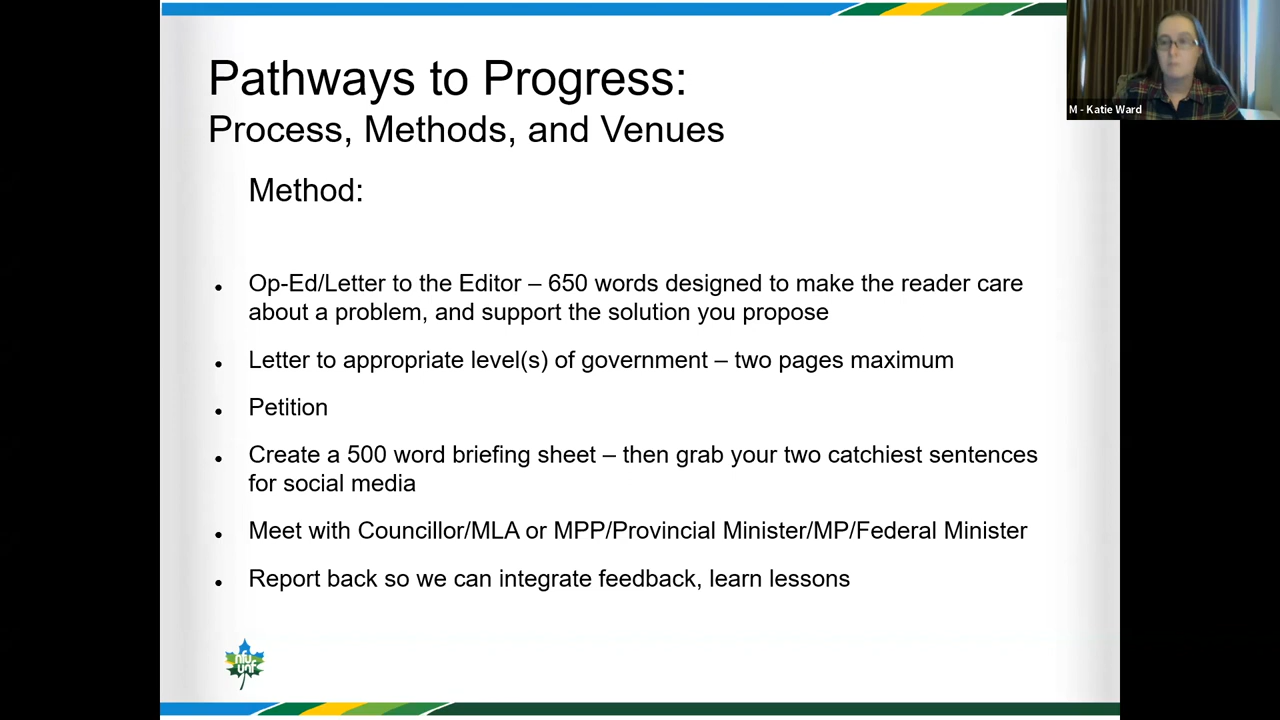 Pathways to Progress:
Process, Methods, and Venues
M - Katie Ward
Method:
• Op-Ed/Letter to the Editor – 650 words designed to make the reader care
about a problem, and support the solution you propose
• Letter to appropriate level(s) of government – two pages maximum
• Petition
• Create a 500 word briefing sheet – then grab your two catchiest sentences
for social media
• Meet with Councillor/MLA or MPP/Provincial Minister/MP/Federal Minister
• Report back so we can integrate feedback, learn lessons
nfu
unf